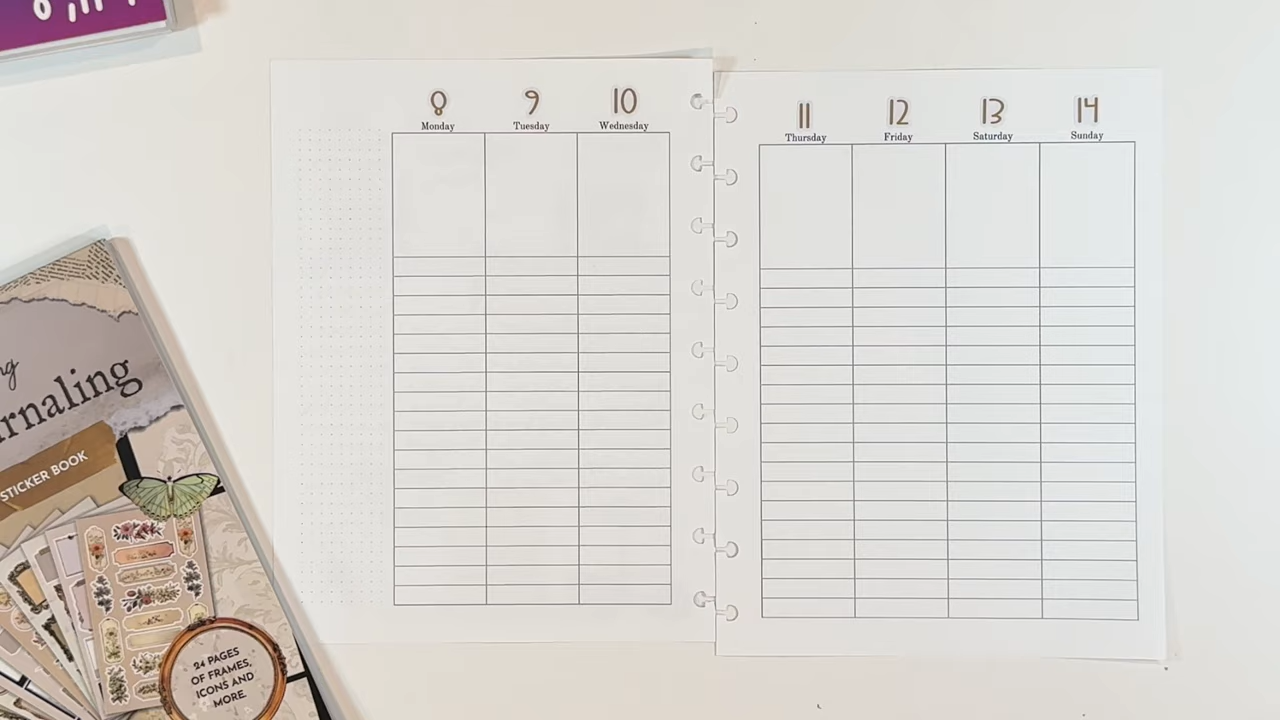 8 9 10
Monday Tuesday Wednesday
11 12 13 14
Thursday Friday Saturday Sunday
STICKER BOOK
24 PAGES
OF FRAMES,
ICONS AND
MORE.